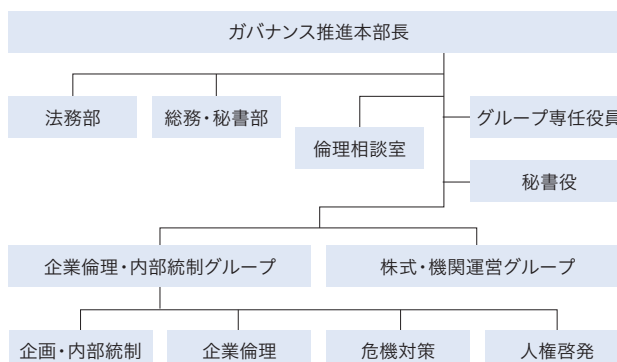 ガバナンス推進本部長
法務部
総務・秘書部
倫理相談室
グループ専任役員
秘書役
企業倫理・内部統制グループ
株式・機関運営グループ
企画・内部統制
企業倫理
危機対策
人権啓発